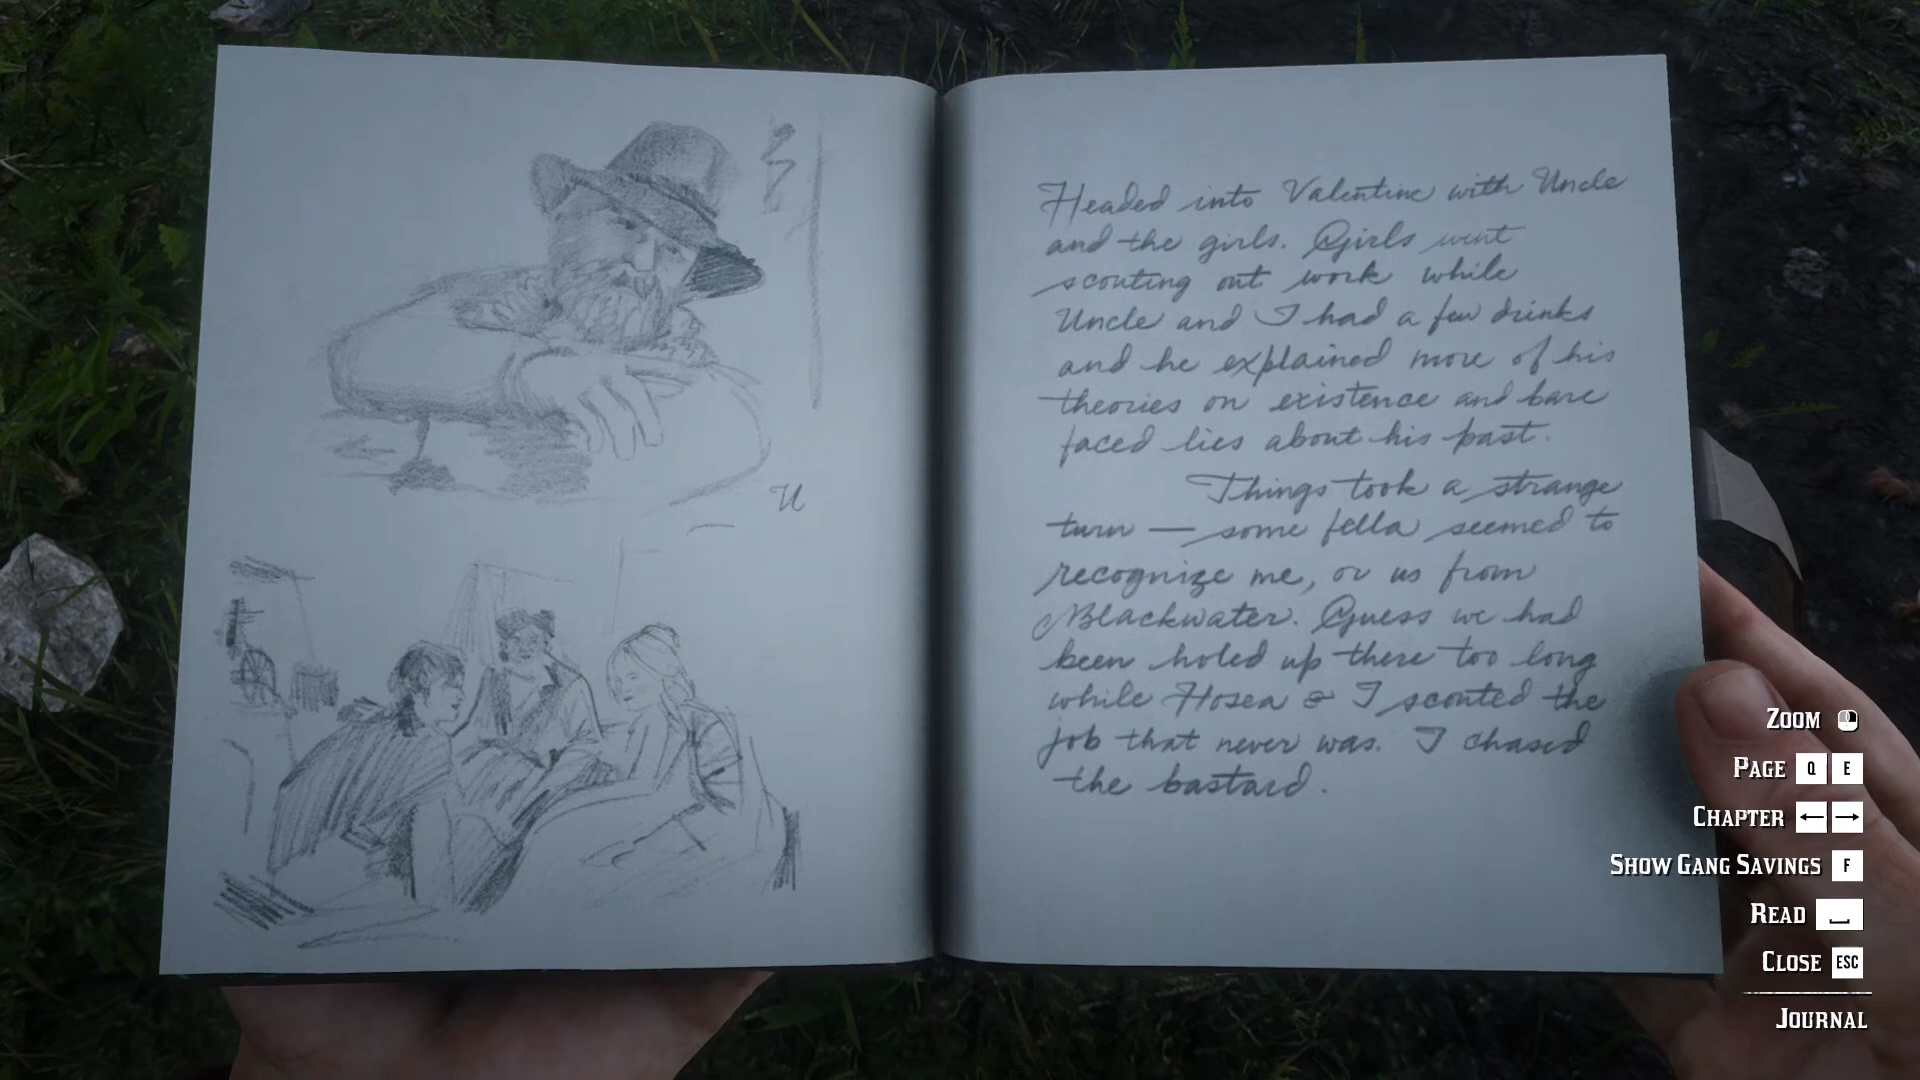 Headed into Valentine with Uncle
and the girls. Girls went
scouting out work while
Uncle and I had a few drinks
and he explained more of his
theories on existence and bare
faced lies about his past.
Things took a strange
turn — some fella seemed to
recognize me, or us from
Blackwater. Guess we had
been holed up there too long
while Hosea & I scouted the
job that never was. I chased
the bastard.
U
Zoom
Page Q E
Chapter ← →
Show Gang Savings F
Read
Close ESC
Journal